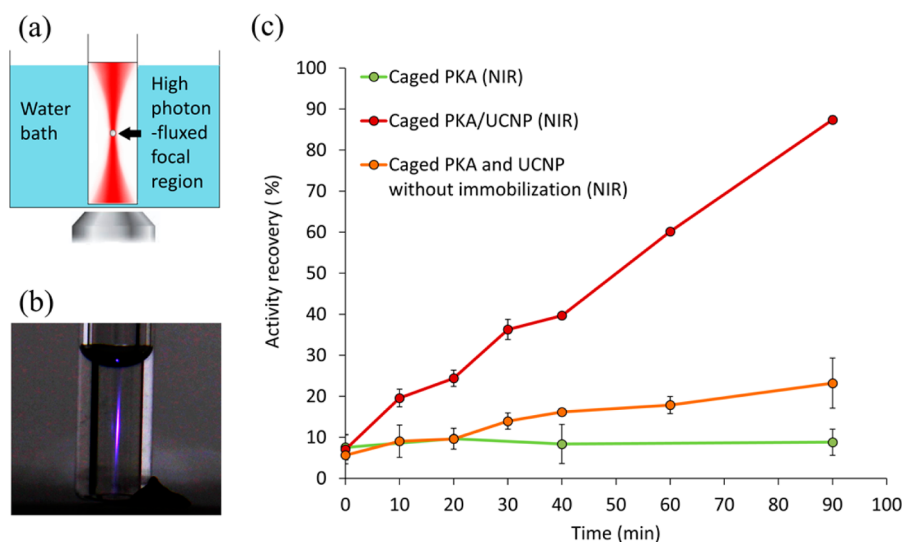 (a)
Water
bath
High
photon
-fluxed
focal
region
(b)
(c)
Activity recovery ( %)
100
90
80
70
60
50
40
30
20
10
0
Caged PKA (NIR)
Caged PKA/UCNP (NIR)
Caged PKA and UCNP
without immobilization (NIR)
0 10 20 30 40 50 60 70 80 90 100
Time (min)